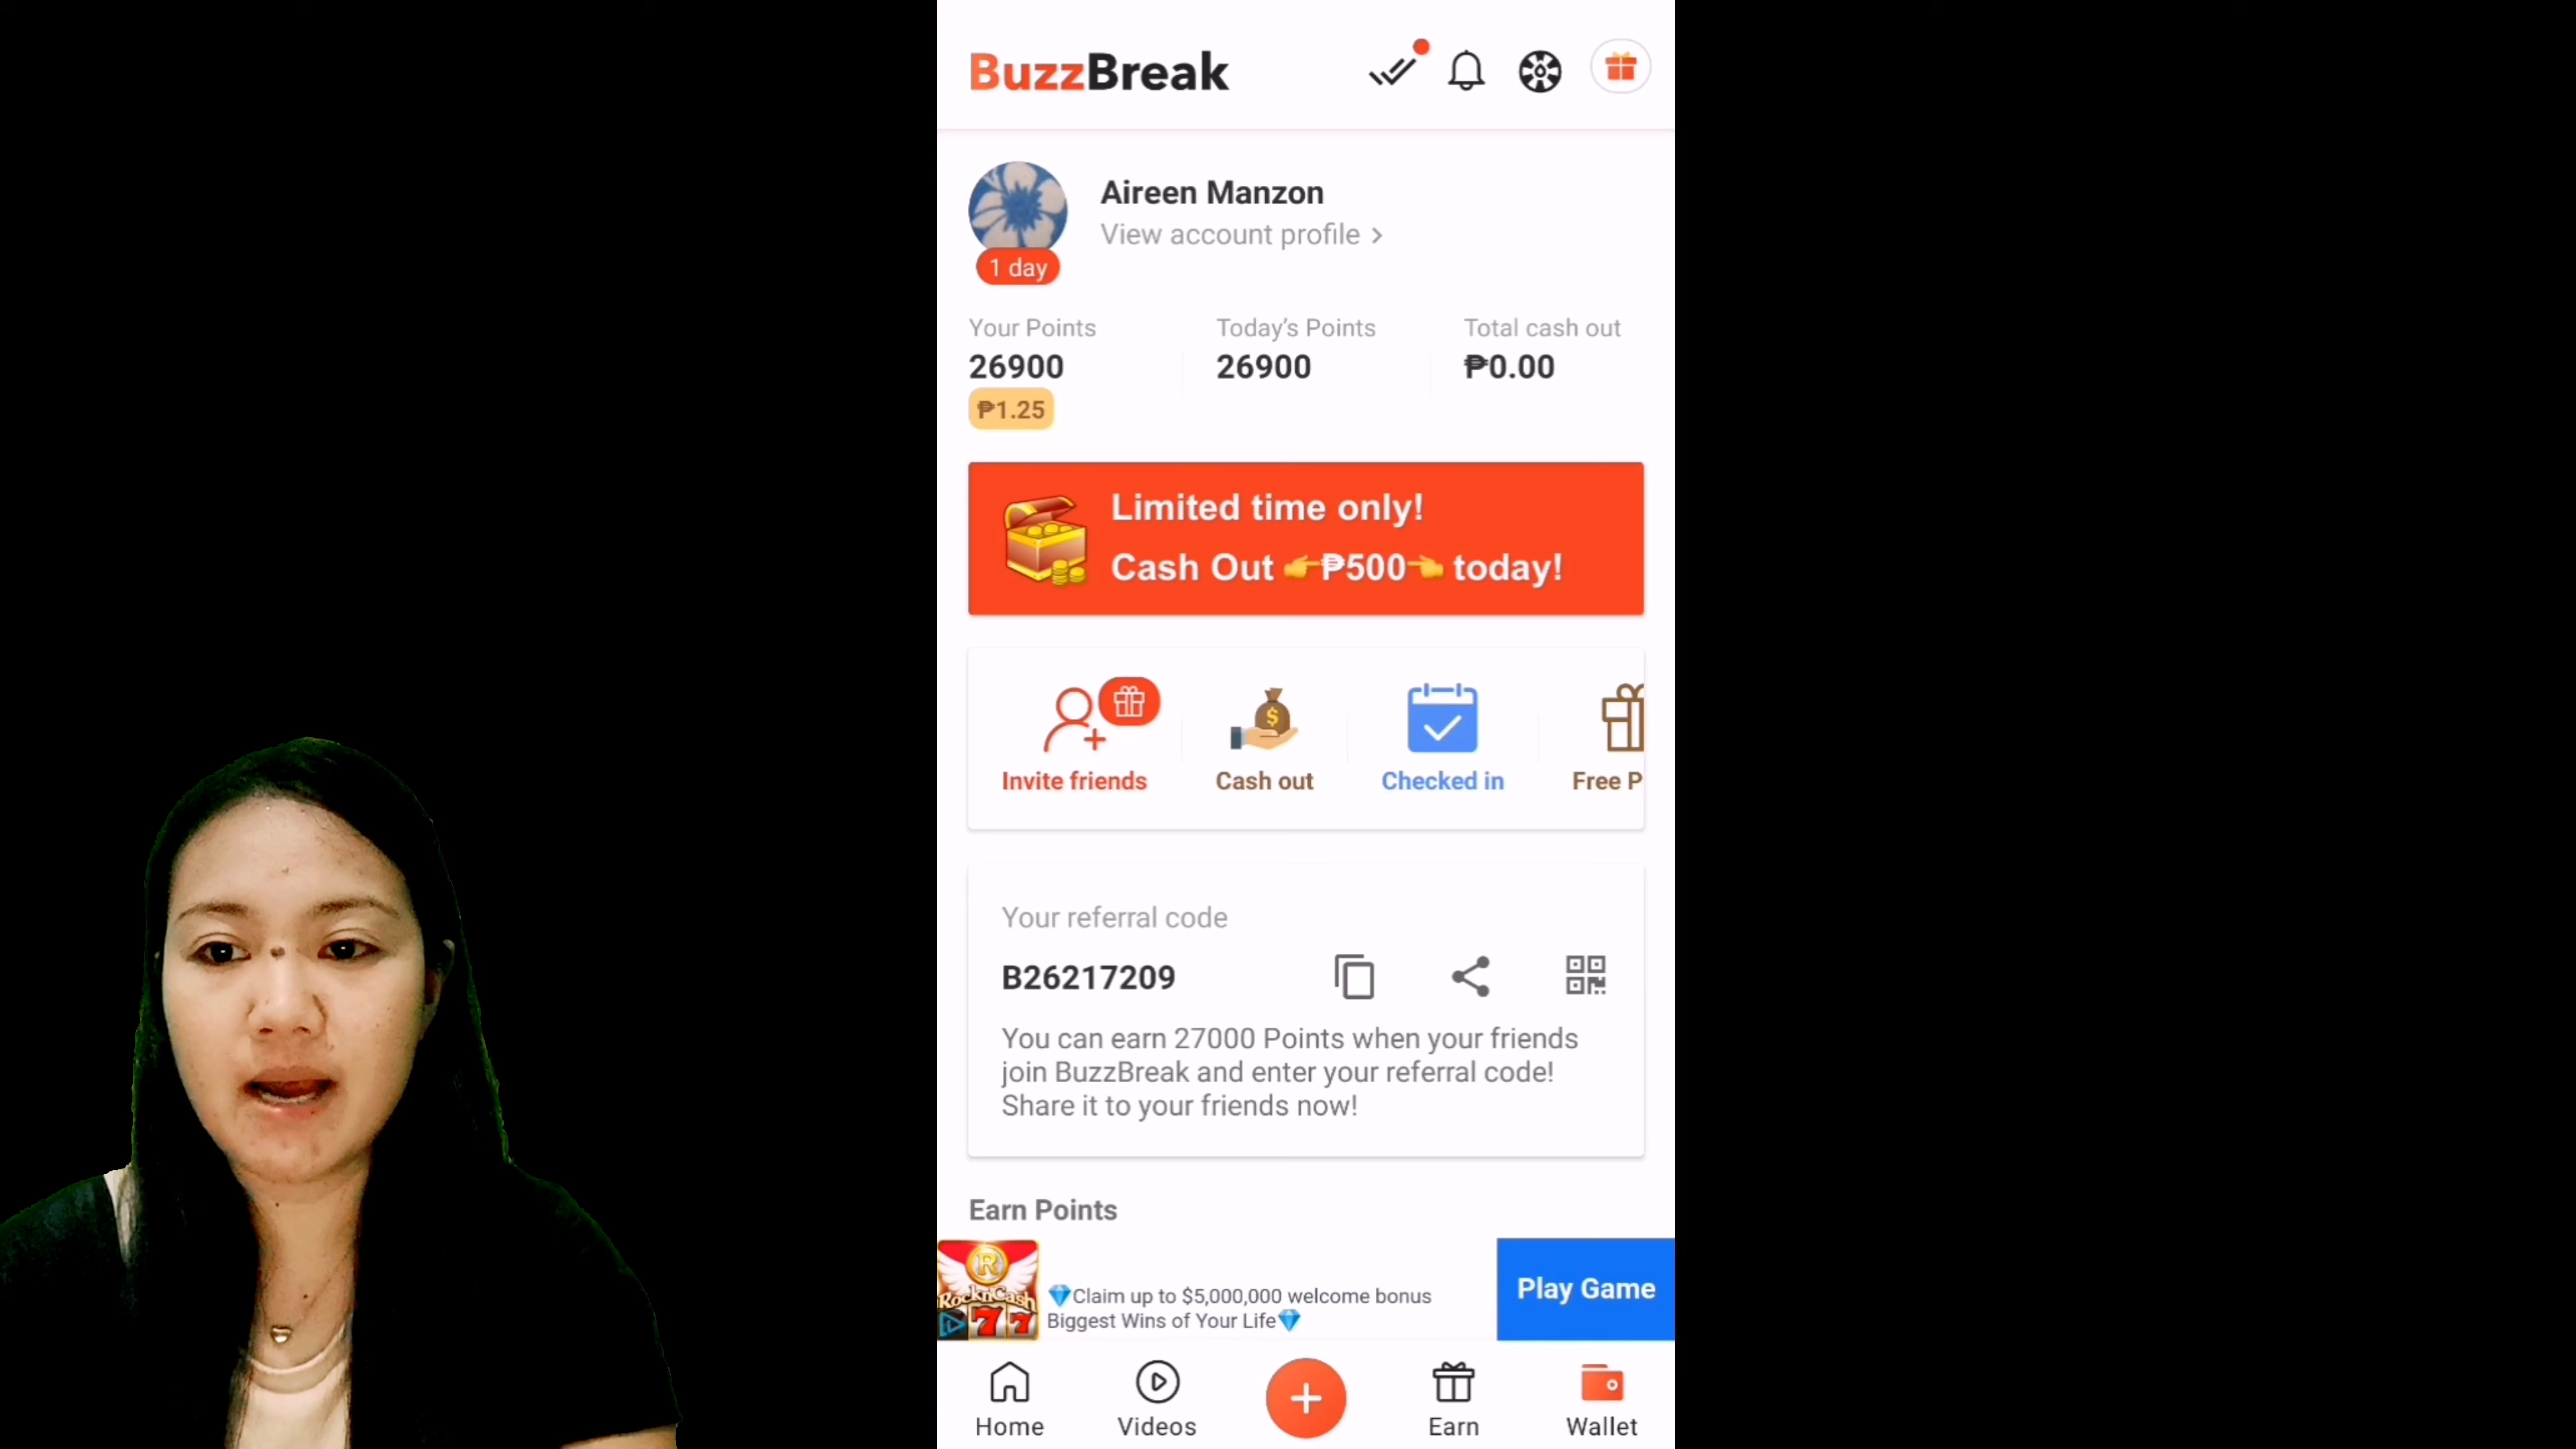 BuzzBreak
Aireen Manzon
View account profile >
1 day
Your Points
Today's Points
Total cash out
26900
26900
₱0.00
₱1.25
Limited time only!
Cash Out 👉₱500👈 today!
Invite friends
Cash out
Checked in
Free P
Your referral code
B26217209
You can earn 27000 Points when your friends
join BuzzBreak and enter your referral code!
Share it to your friends now!
Earn Points
R
Rock n' Cash
77
💎Claim up to $5,000,000 welcome bonus
Biggest Wins of Your Life💎
Play Game
Home
Videos
Earn
Wallet